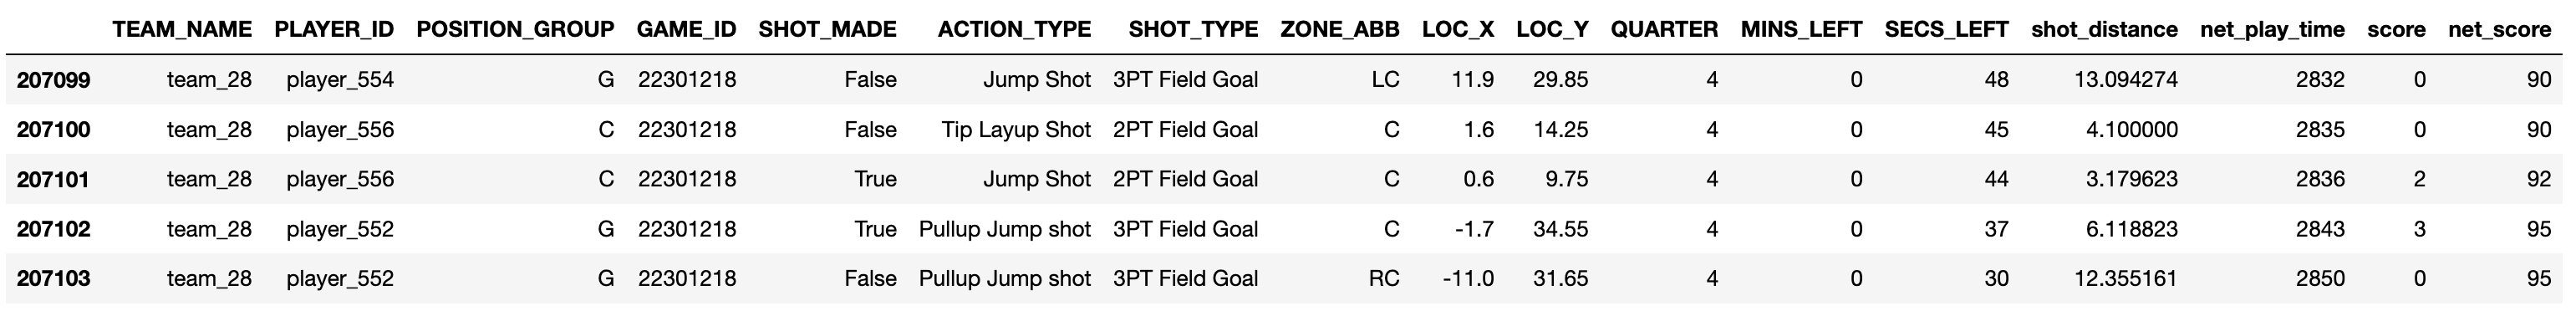 TEAM_NAME PLAYER_ID POSITION_GROUP GAME_ID SHOT_MADE ACTION_TYPE SHOT_TYPE ZONE_ABB LOC_X LOC_Y QUARTER MINS_LEFT SECS_LEFT shot_distance net_play_time score net_score
207099 team_28 player_554 G 22301218 False Jump Shot 3PT Field Goal LC 11.9 29.85 4 0 48 13.094274 2832 0 90
207100 team_28 player_556 C 22301218 False Tip Layup Shot 2PT Field Goal C 1.6 14.25 4 0 45 4.100000 2835 0 90
207101 team_28 player_556 C 22301218 True Jump Shot 2PT Field Goal C 0.6 9.75 4 0 44 3.179623 2836 2 92
207102 team_28 player_552 G 22301218 True Pullup Jump shot 3PT Field Goal C -1.7 34.55 4 0 37 6.118823 2843 3 95
207103 team_28 player_552 G 22301218 False Pullup Jump shot 3PT Field Goal RC -11.0 31.65 4 0 30 12.355161 2850 0 95